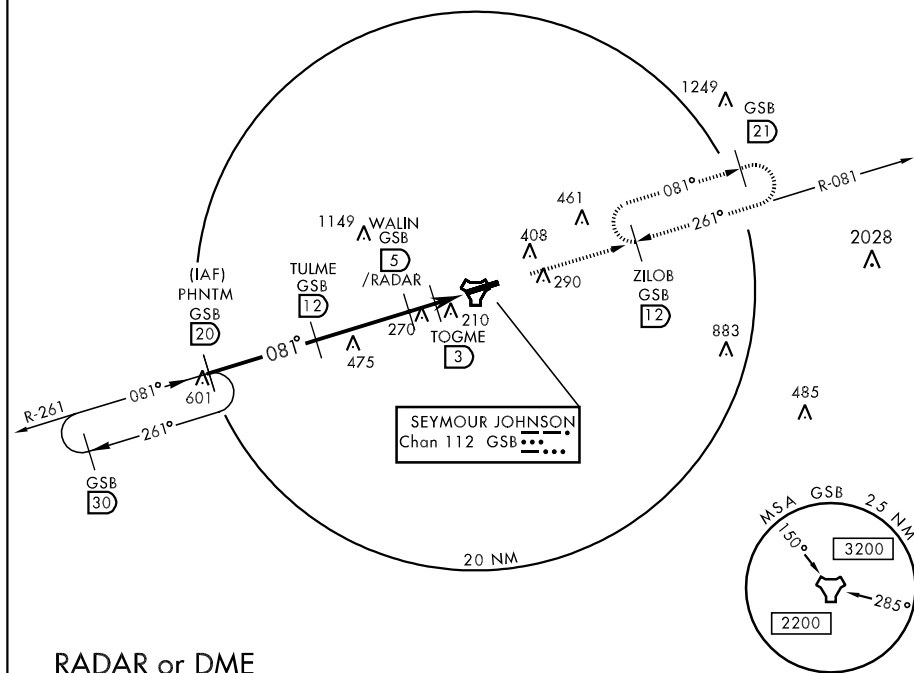 1249
GSB
21
081°
R-081
461
261°
1149
WALIN
GSB
5
/RADAR
408
290
2028
(IAF)
PHNTM
GSB
20
TULME
GSB
12
ZILOB
GSB
12
270
210
TOGME
3
081°
475
883
601
081°
R-261
261°
485
SEYMOUR JOHNSON
Chan 112 GSB
GSB
30
20 NM
MSA GSB 25 NM
150°
3200
285°
2200
RADAR or DME